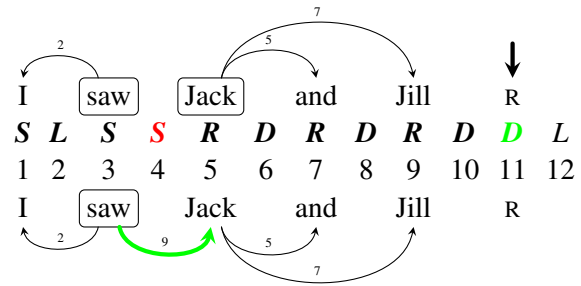 7
2 5
I saw Jack and Jill R
S L S S R D R D R D D L
1 2 3 4 5 6 7 8 9 10 11 12
I saw Jack and Jill R
2 9 5
7